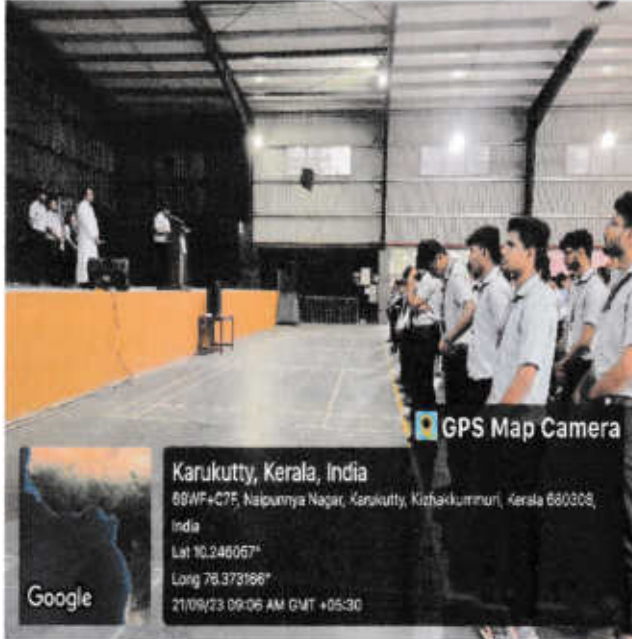 GPS Map Camera
Karukutty, Kerala, India
Naipunnya Nagar, Karukutty, Kizhakkummuri, Kerala 680308,
India
Lat 10.246057°
Long 76.373166°
21/09/23 09:06 AM GMT +05:30
Google